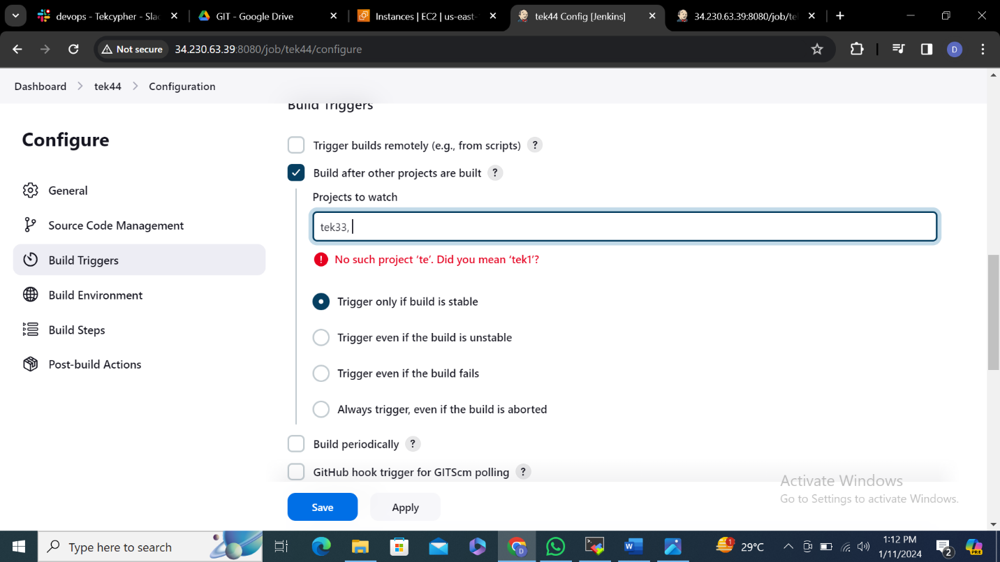 devops - Tekcypher - Sla
GIT - Google Drive
Instances | EC2 | us-east-
tek44 Config [Jenkins]
34.230.63.39:8080/job/te
Not secure
34.230.63.39:8080/job/tek44/configure
D
Dashboard
tek44
Configuration
Build Triggers
Configure
General
Source Code Management
Build Triggers
Build Environment
Build Steps
Post-build Actions
Trigger builds remotely (e.g., from scripts) ?
Build after other projects are built ?
Projects to watch
tek33,
No such project ‘te’. Did you mean ‘tek1’?
Trigger only if build is stable
Trigger even if the build is unstable
Trigger even if the build fails
Always trigger, even if the build is aborted
Build periodically ?
GitHub hook trigger for GITScm polling ?
Save
Apply
Activate Windows
Go to Settings to activate Windows.
Type here to search
D
W
1
29°C
1:12 PM
1/11/2024
2
PRE